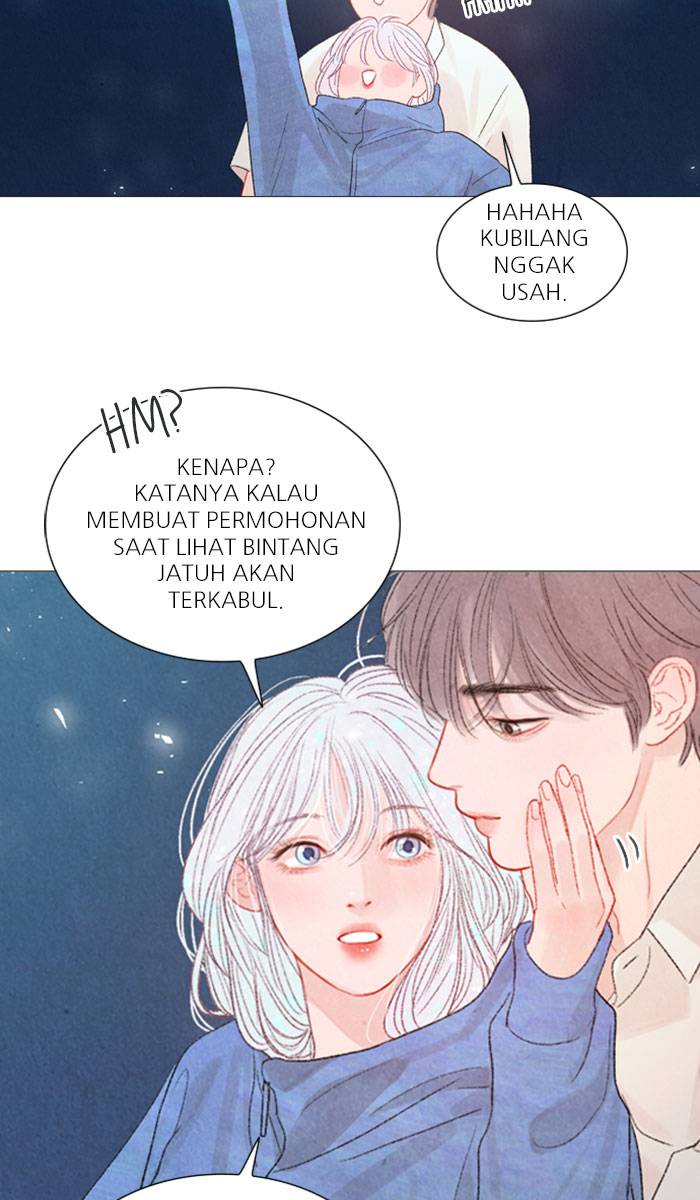 HAHAHA
KUBILANG
NGGAK
USAH.
HM?
KENAPA?
KATANYA KALAU
MEMBUAT PERMOHONAN
SAAT LIHAT BINTANG
JATUH AKAN
TERKABUL.